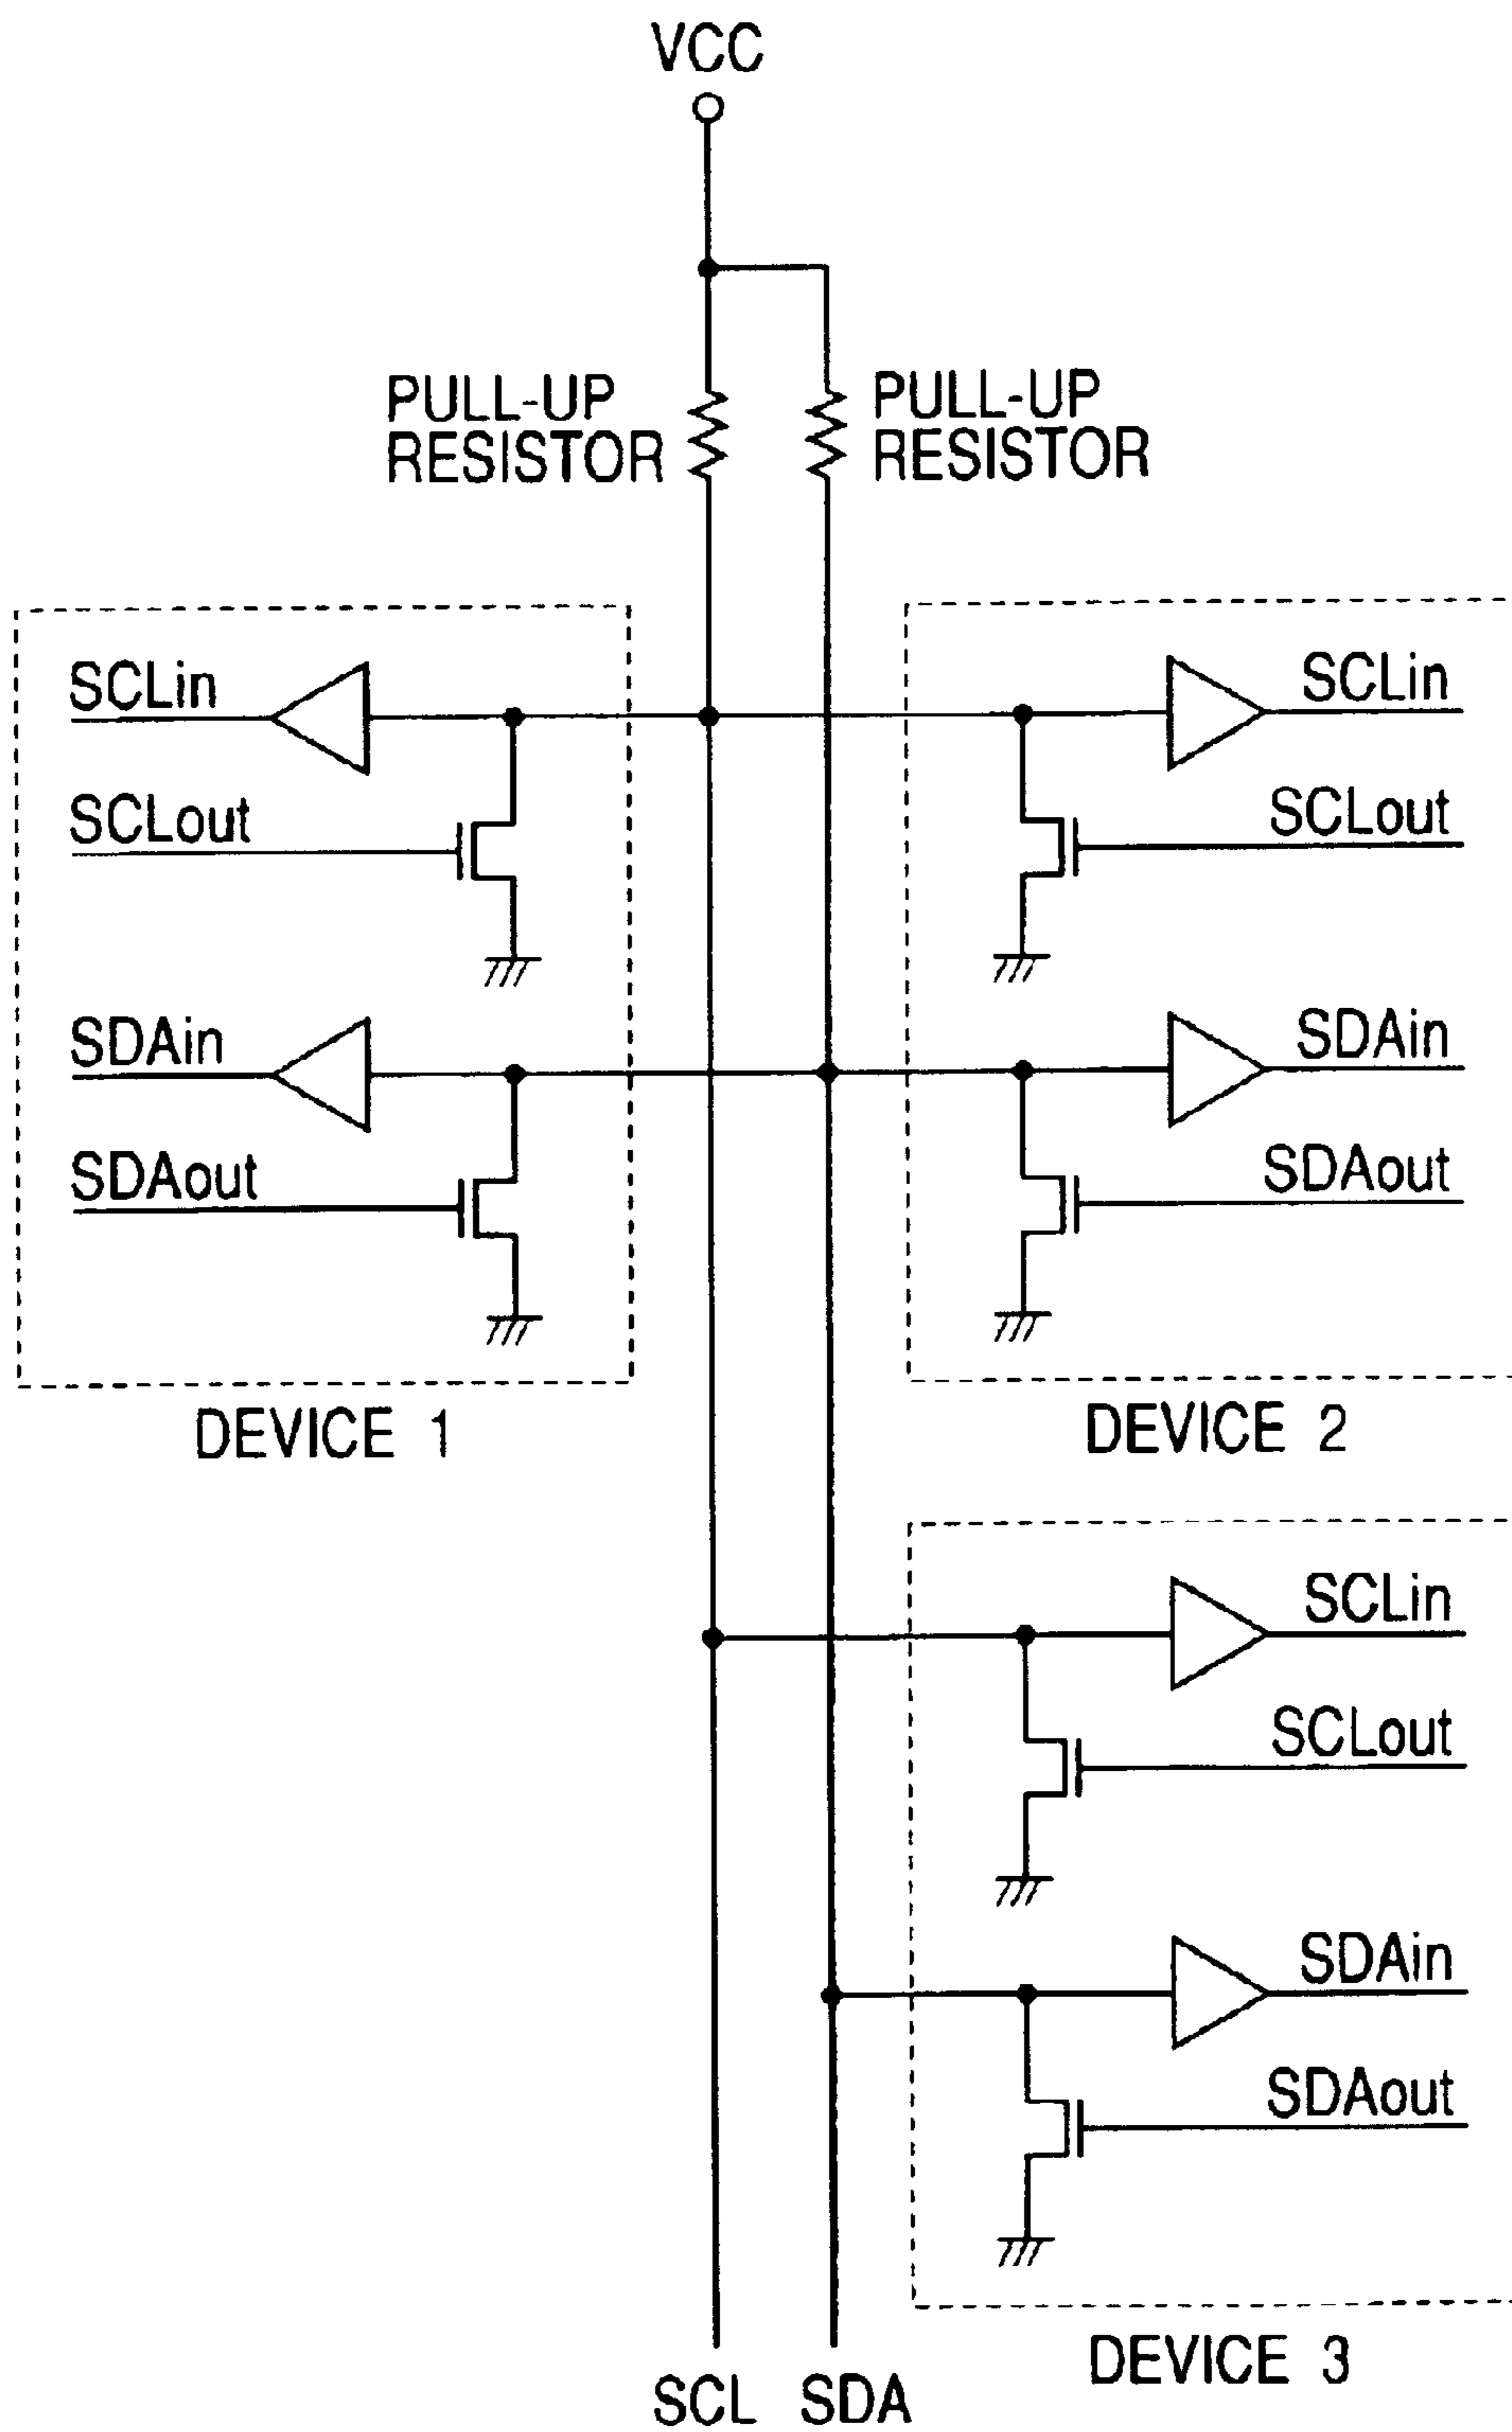 VCC
PULL-UP
RESISTOR
PULL-UP
RESISTOR
SCLin
SCLout
SDAin
SDAout
DEVICE 1
SCLin
SCLout
SDAin
SDAout
DEVICE 2
SCLin
SCLout
SDAin
SDAout
DEVICE 3
SCL
SDA